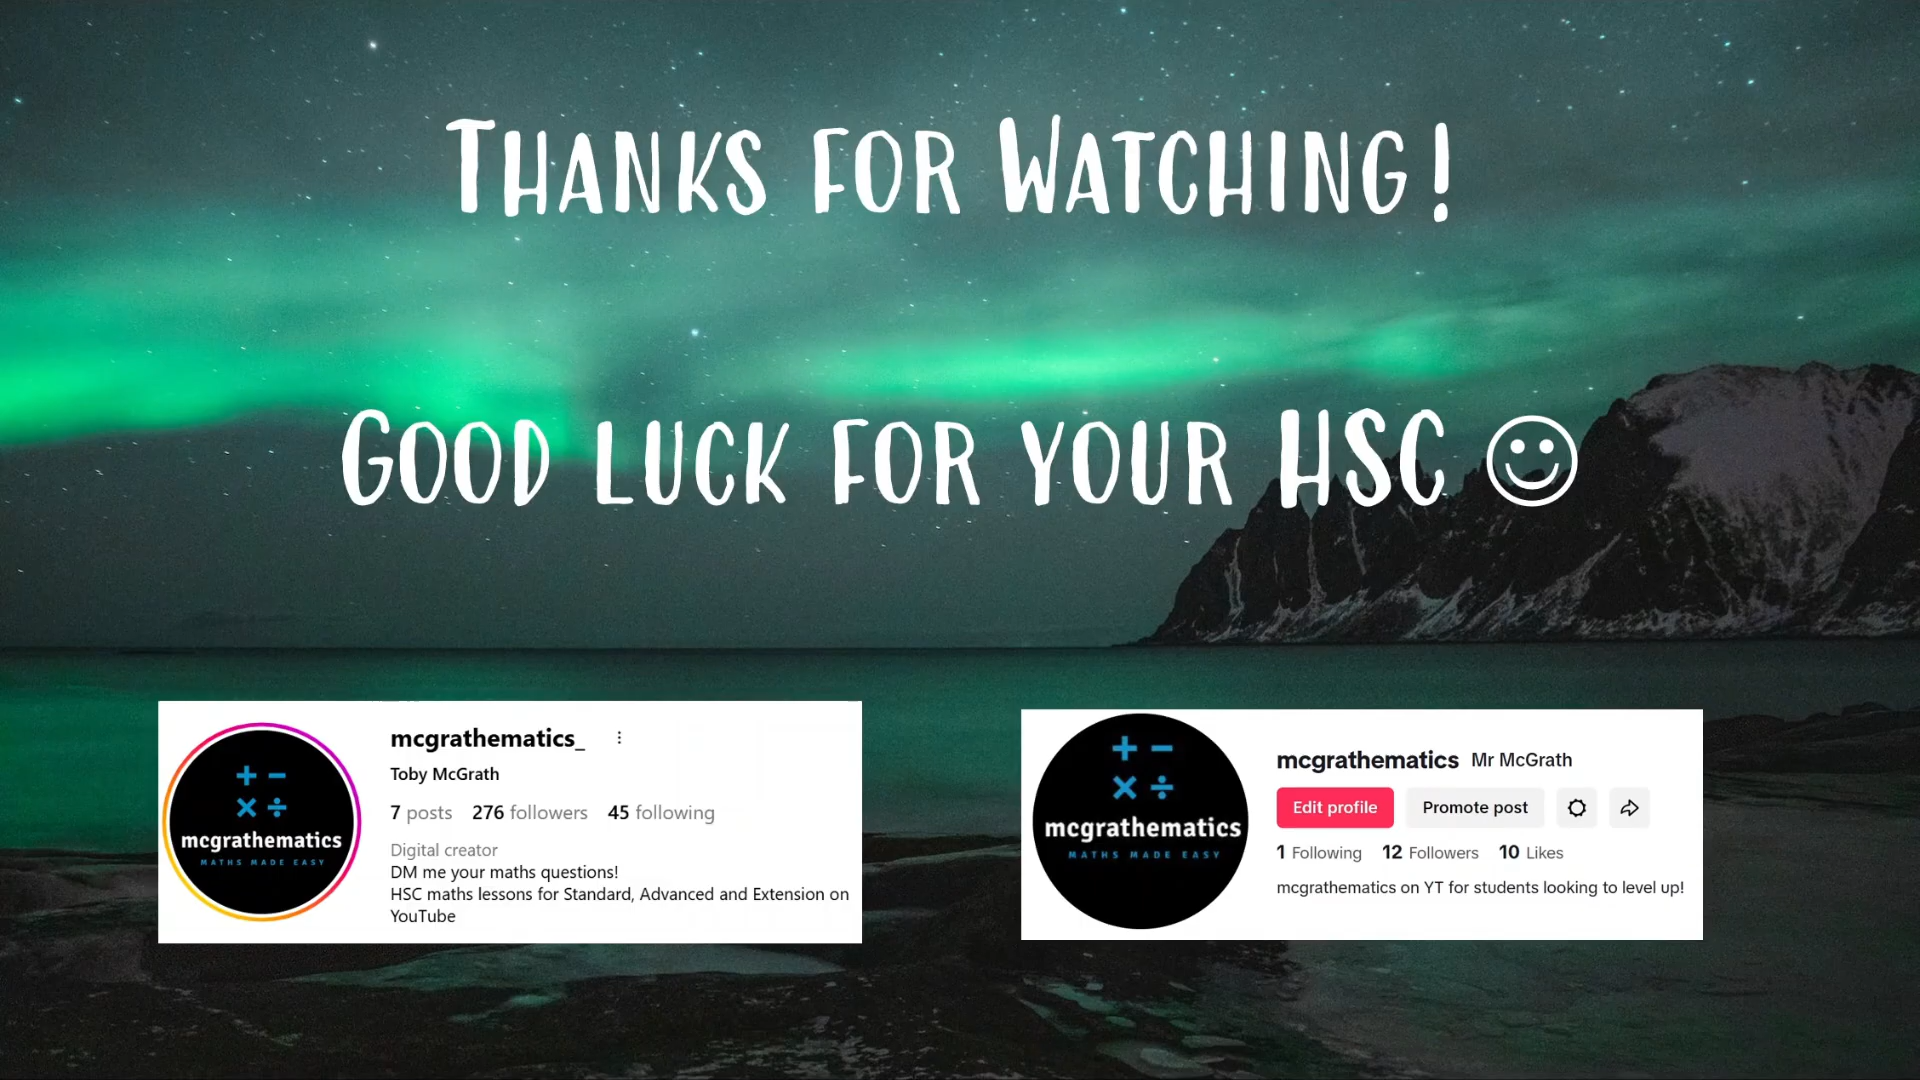 Thanks for Watching!
Good luck for your HSC ☺
mcgrathematics_
Toby McGrath
7 posts 276 followers 45 following
Digital creator
DM me your maths questions!
HSC maths lessons for Standard, Advanced and Extension on
YouTube
+ −
× ÷
mcgrathematics
MATHS MADE EASY
mcgrathematics Mr McGrath
Edit profile Promote post
1 Following 12 Followers 10 Likes
mcgrathematics on YT for students looking to level up!
+ −
× ÷
mcgrathematics
MATHS MADE EASY